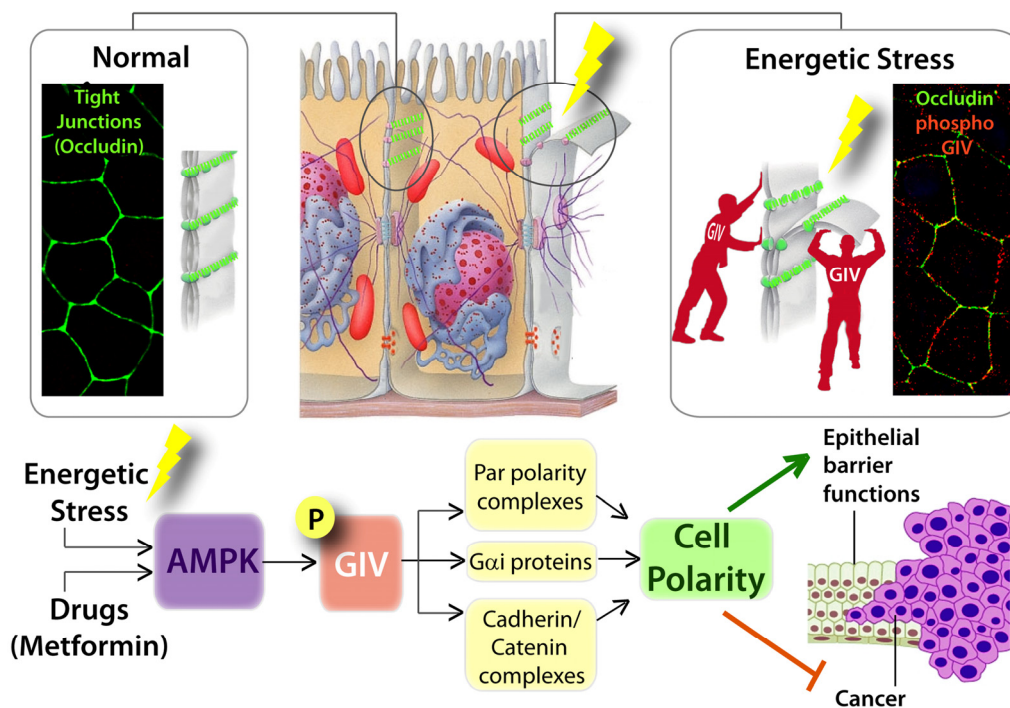 Normal
Tight
Junctions
(Occludin)
Energetic Stress
Occludin
phospho
GIV
GIV
GIV
Energetic
Stress
Drugs
(Metformin)
AMPK
P
GIV
Par polarity
complexes
Gαi proteins
Cadherin/
Catenin
complexes
Cell
Polarity
Epithelial
barrier
functions
Cancer